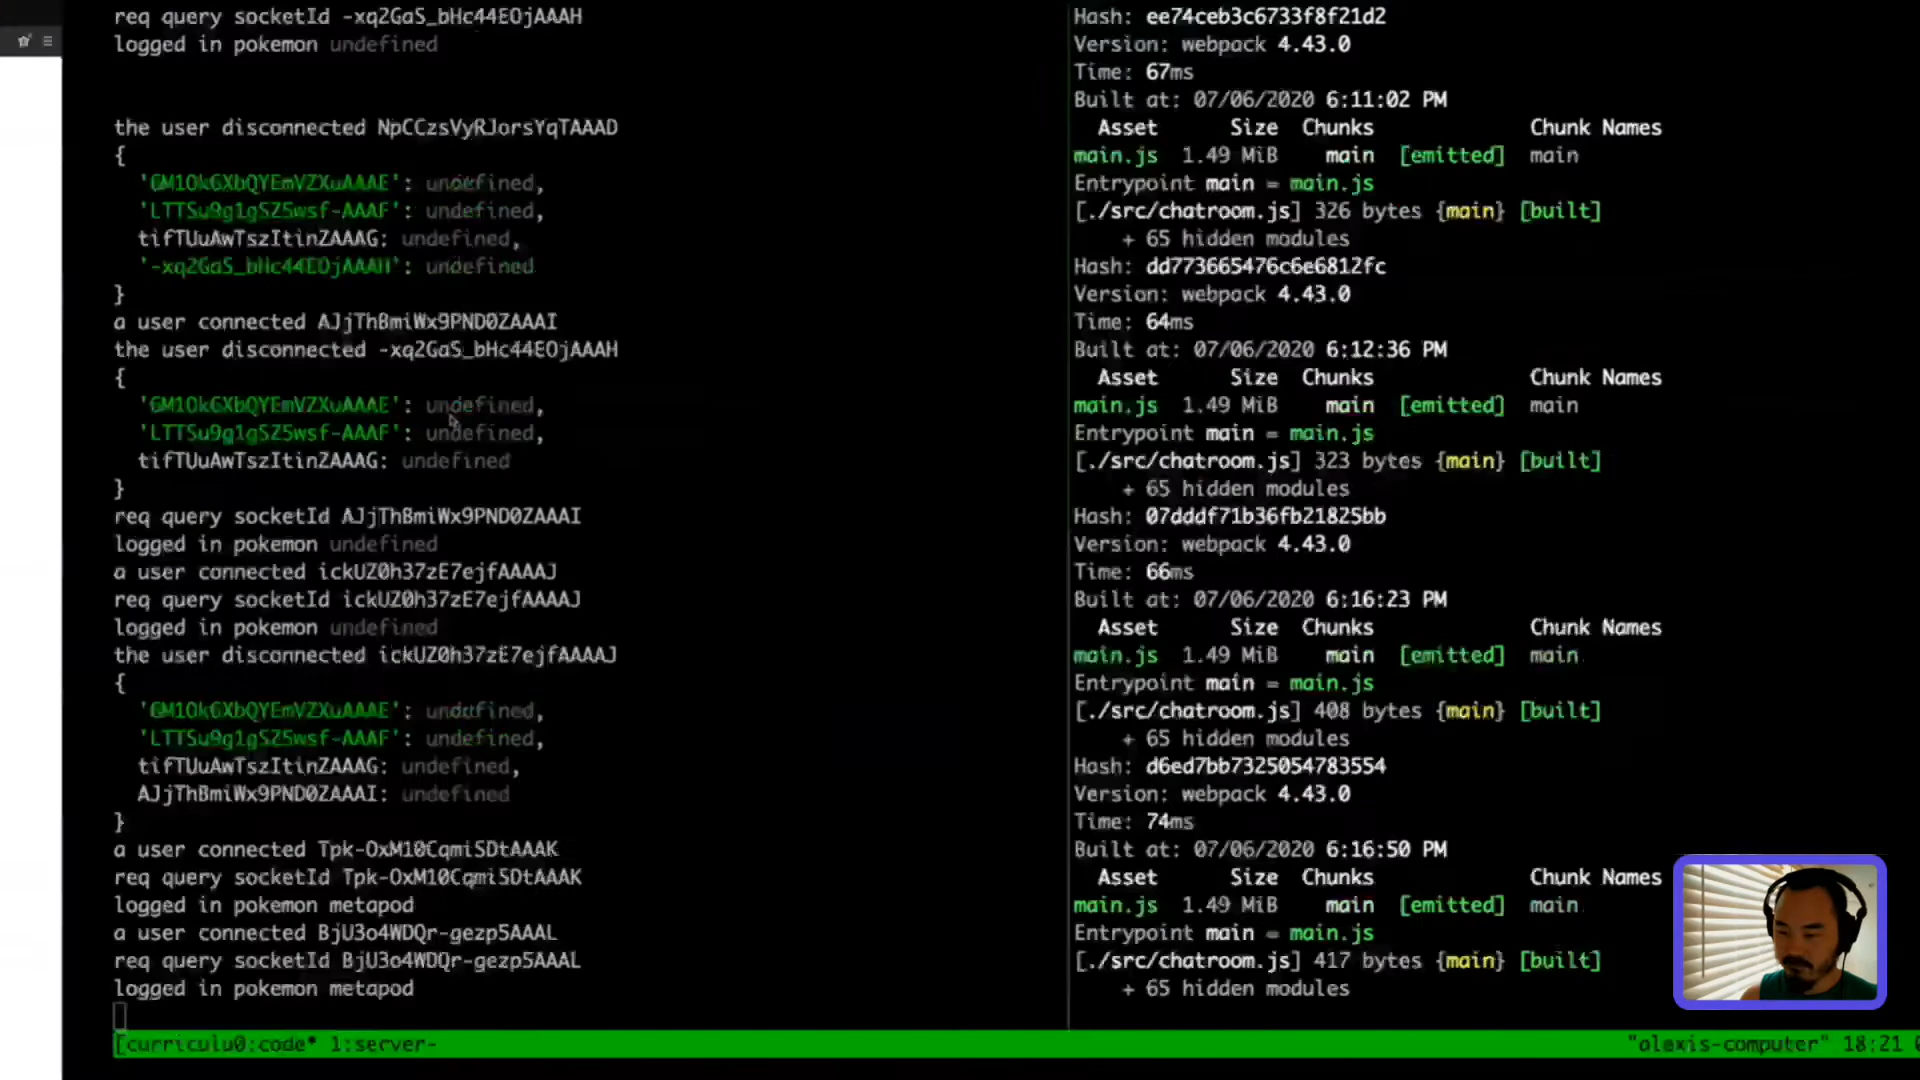 req query socketId -xq2GaS_bHc44EOjAAAH
logged in pokemon undefined
the user disconnected NpCCzsVyRJorsYqTAAAD
{
'GM1OkGXbQYEmVZXuAAAE': undefined,
'LTTSu9g1gSZ5wsf-AAAF': undefined,
tifTUuAwTszItinZAAAG: undefined,
'-xq2GaS_bHc44EOjAAAH': undefined
}
a user connected AJjThBmiWx9PND0ZAAAI
the user disconnected -xq2GaS_bHc44EOjAAAH
{
'GM1OkGXbQYEmVZXuAAAE': undefined,
'LTTSu9g1gSZ5wsf-AAAF': undefined,
tifTUuAwTszItinZAAAG: undefined
}
req query socketId AJjThBmiWx9PND0ZAAAI
logged in pokemon undefined
a user connected ickUZ0h37zE7ejfAAAAJ
req query socketId ickUZ0h37zE7ejfAAAAJ
logged in pokemon undefined
the user disconnected ickUZ0h37zE7ejfAAAAJ
{
'GM1OkGXbQYEmVZXuAAAE': undefined,
'LTTSu9g1gSZ5wsf-AAAF': undefined,
tifTUuAwTszItinZAAAG: undefined,
AJjThBmiWx9PND0ZAAAI: undefined
}
a user connected Tpk-OxM10CqmiSDtAAAK
req query socketId Tpk-OxM10CqmiSDtAAAK
logged in pokemon metapod
a user connected BjU3o4WDQr-gezp5AAAL
req query socketId BjU3o4WDQr-gezp5AAAL
logged in pokemon metapod
Hash: ee74ceb3c6733f8f21d2
Version: webpack 4.43.0
Time: 67ms
Built at: 07/06/2020 6:11:02 PM
Asset Size Chunks Chunk Names
main.js 1.49 MiB main [emitted] main
Entrypoint main = main.js
[./src/chatroom.js] 326 bytes {main} [built]
+ 65 hidden modules
Hash: dd773665476c6e6812fc
Version: webpack 4.43.0
Time: 64ms
Built at: 07/06/2020 6:12:36 PM
Asset Size Chunks Chunk Names
main.js 1.49 MiB main [emitted] main
Entrypoint main = main.js
[./src/chatroom.js] 323 bytes {main} [built]
+ 65 hidden modules
Hash: 07dddf71b36fb21825bb
Version: webpack 4.43.0
Time: 66ms
Built at: 07/06/2020 6:16:23 PM
Asset Size Chunks Chunk Names
main.js 1.49 MiB main [emitted] main
Entrypoint main = main.js
[./src/chatroom.js] 408 bytes {main} [built]
+ 65 hidden modules
Hash: d6ed7bb7325054783554
Version: webpack 4.43.0
Time: 74ms
Built at: 07/06/2020 6:16:50 PM
Asset Size Chunks Chunk Names
main.js 1.49 MiB main [emitted] main
Entrypoint main = main.js
[./src/chatroom.js] 417 bytes {main} [built]
+ 65 hidden modules
[curriculu0:code* 1:server- "alexis-computer" 18:21